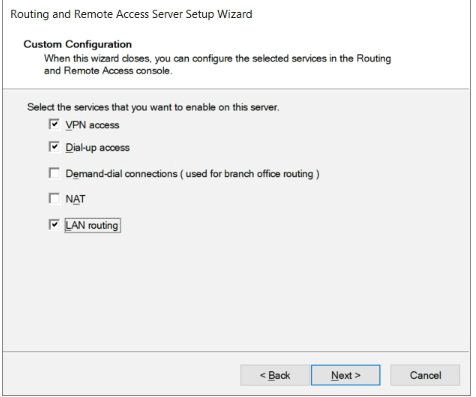 Routing and Remote Access Server Setup Wizard
Custom Configuration
When this wizard closes, you can configure the selected services in the Routing
and Remote Access console.
Select the services that you want to enable on this server.
VPN access
Dial-up access
Demand-dial connections ( used for branch office routing )
NAT
LAN routing
< Back
Next >
Cancel